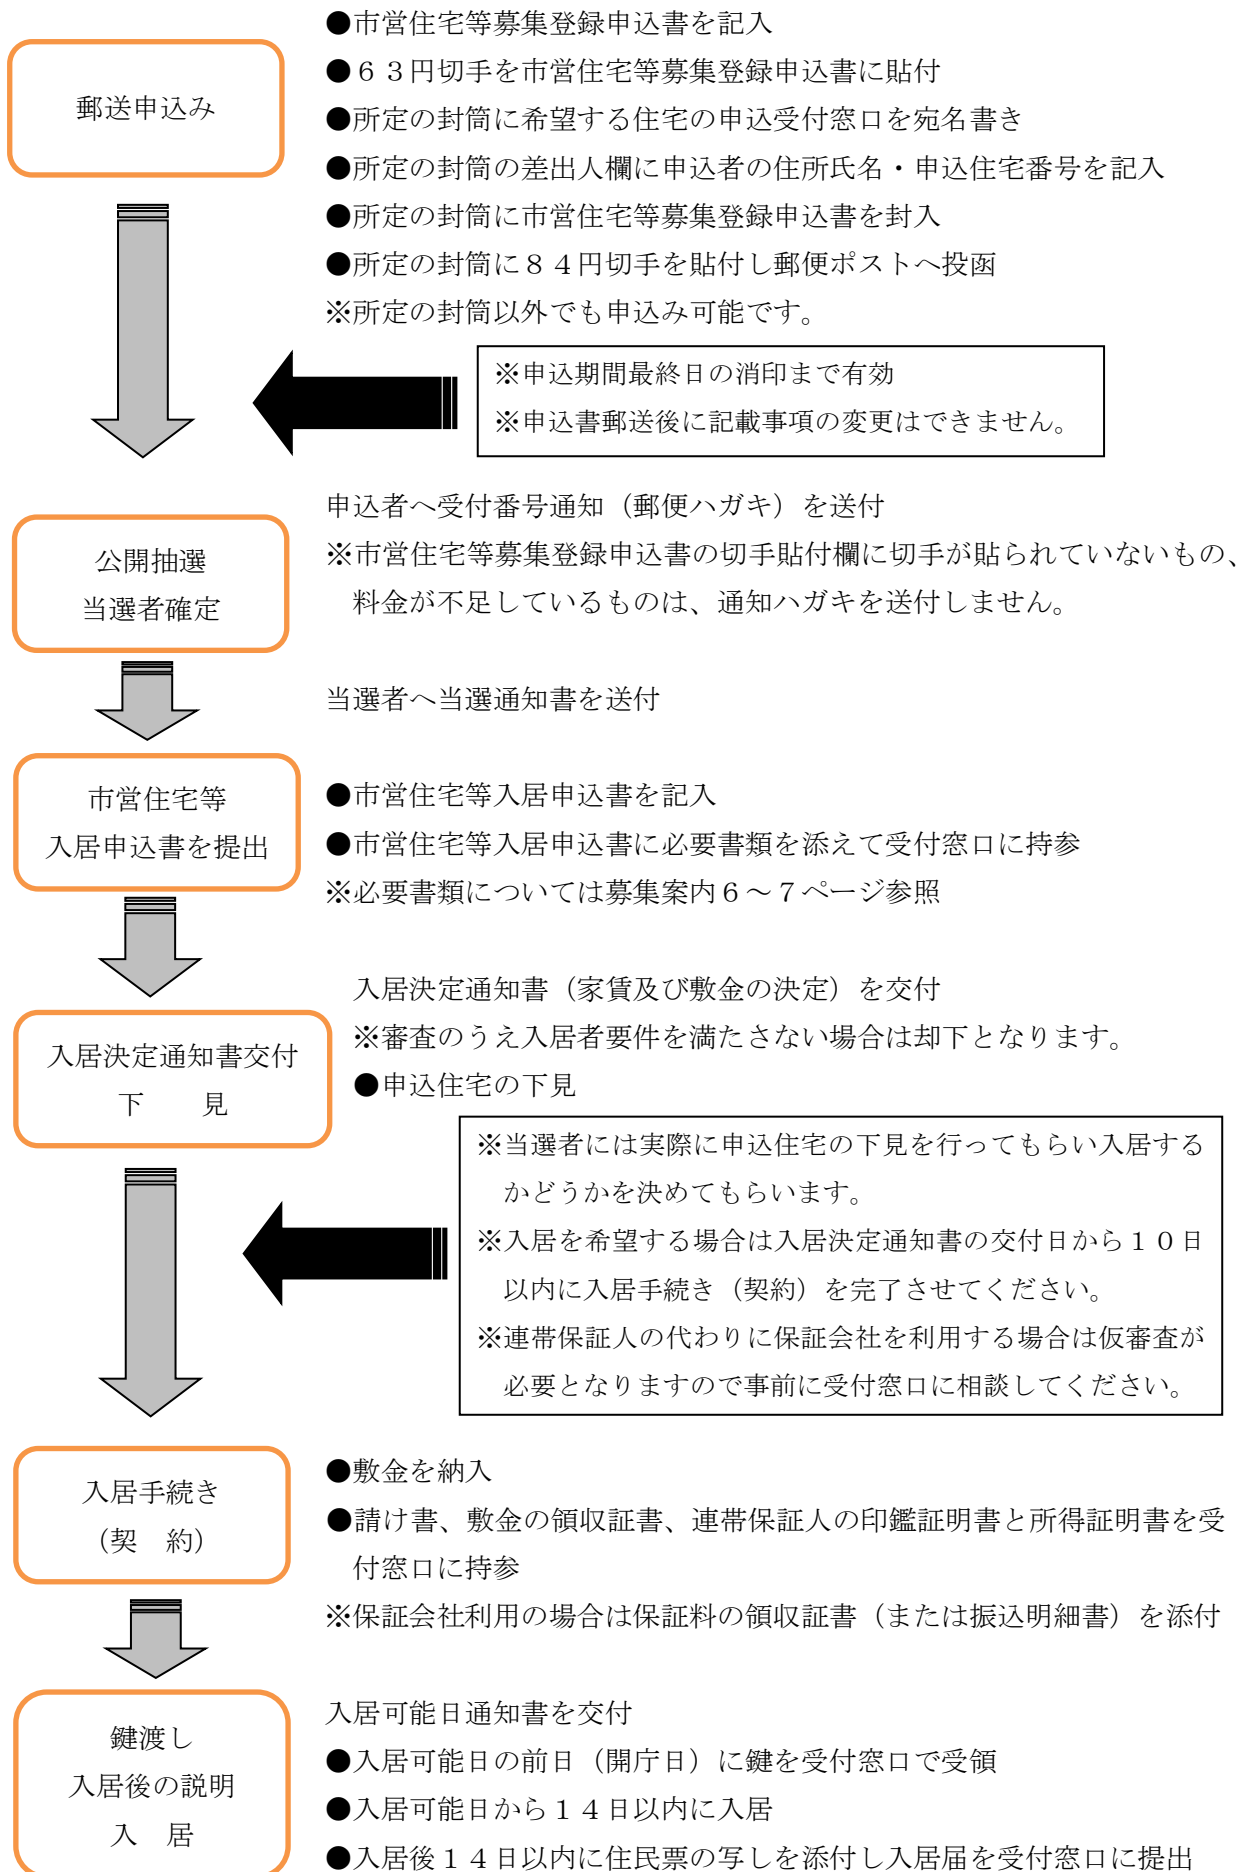 ●市営住宅等募集登録申込書を記入
郵送申込み
●６３円切手を市営住宅等募集登録申込書に貼付
●所定の封筒に希望する住宅の申込受付窓口を宛名書き
●所定の封筒の差出人欄に申込者の住所氏名・申込住宅番号を記入
●所定の封筒に市営住宅等募集登録申込書を封入
●所定の封筒に８４円切手を貼付し郵便ポストへ投函
※所定の封筒以外でも申込み可能です。
※申込期間最終日の消印まで有効
※申込書郵送後に記載事項の変更はできません。
公開抽選
当選者確定
申込者へ受付番号通知（郵便ハガキ）を送付
※市営住宅等募集登録申込書の切手貼付欄に切手が貼られていないもの、
料金が不足しているものは、通知ハガキを送付しません。
当選者へ当選通知書を送付
市営住宅等
入居申込書を提出
●市営住宅等入居申込書を記入
●市営住宅等入居申込書に必要書類を添えて受付窓口に持参
※必要書類については募集案内６～７ページ参照
入居決定通知書交付
下　　見
入居決定通知書（家賃及び敷金の決定）を交付
※審査のうえ入居者要件を満たさない場合は却下となります。
●申込住宅の下見
※当選者には実際に申込住宅の下見を行ってもらい入居する
かどうかを決めてもらいます。
※入居を希望する場合は入居決定通知書の交付日から１０日
以内に入居手続き（契約）を完了させてください。
※連帯保証人の代わりに保証会社を利用する場合は仮審査が
必要となりますので事前に受付窓口に相談してください。
入居手続き
（契　約）
●敷金を納入
●請け書、敷金の領収証書、連帯保証人の印鑑証明書と所得証明書を受
付窓口に持参
※保証会社利用の場合は保証料の領収証書（または振込明細書）を添付
鍵渡し
入居後の説明
入　居
入居可能日通知書を交付
●入居可能日の前日（開庁日）に鍵を受付窓口で受領
●入居可能日から１４日以内に入居
●入居後１４日以内に住民票の写しを添付し入居届を受付窓口に提出